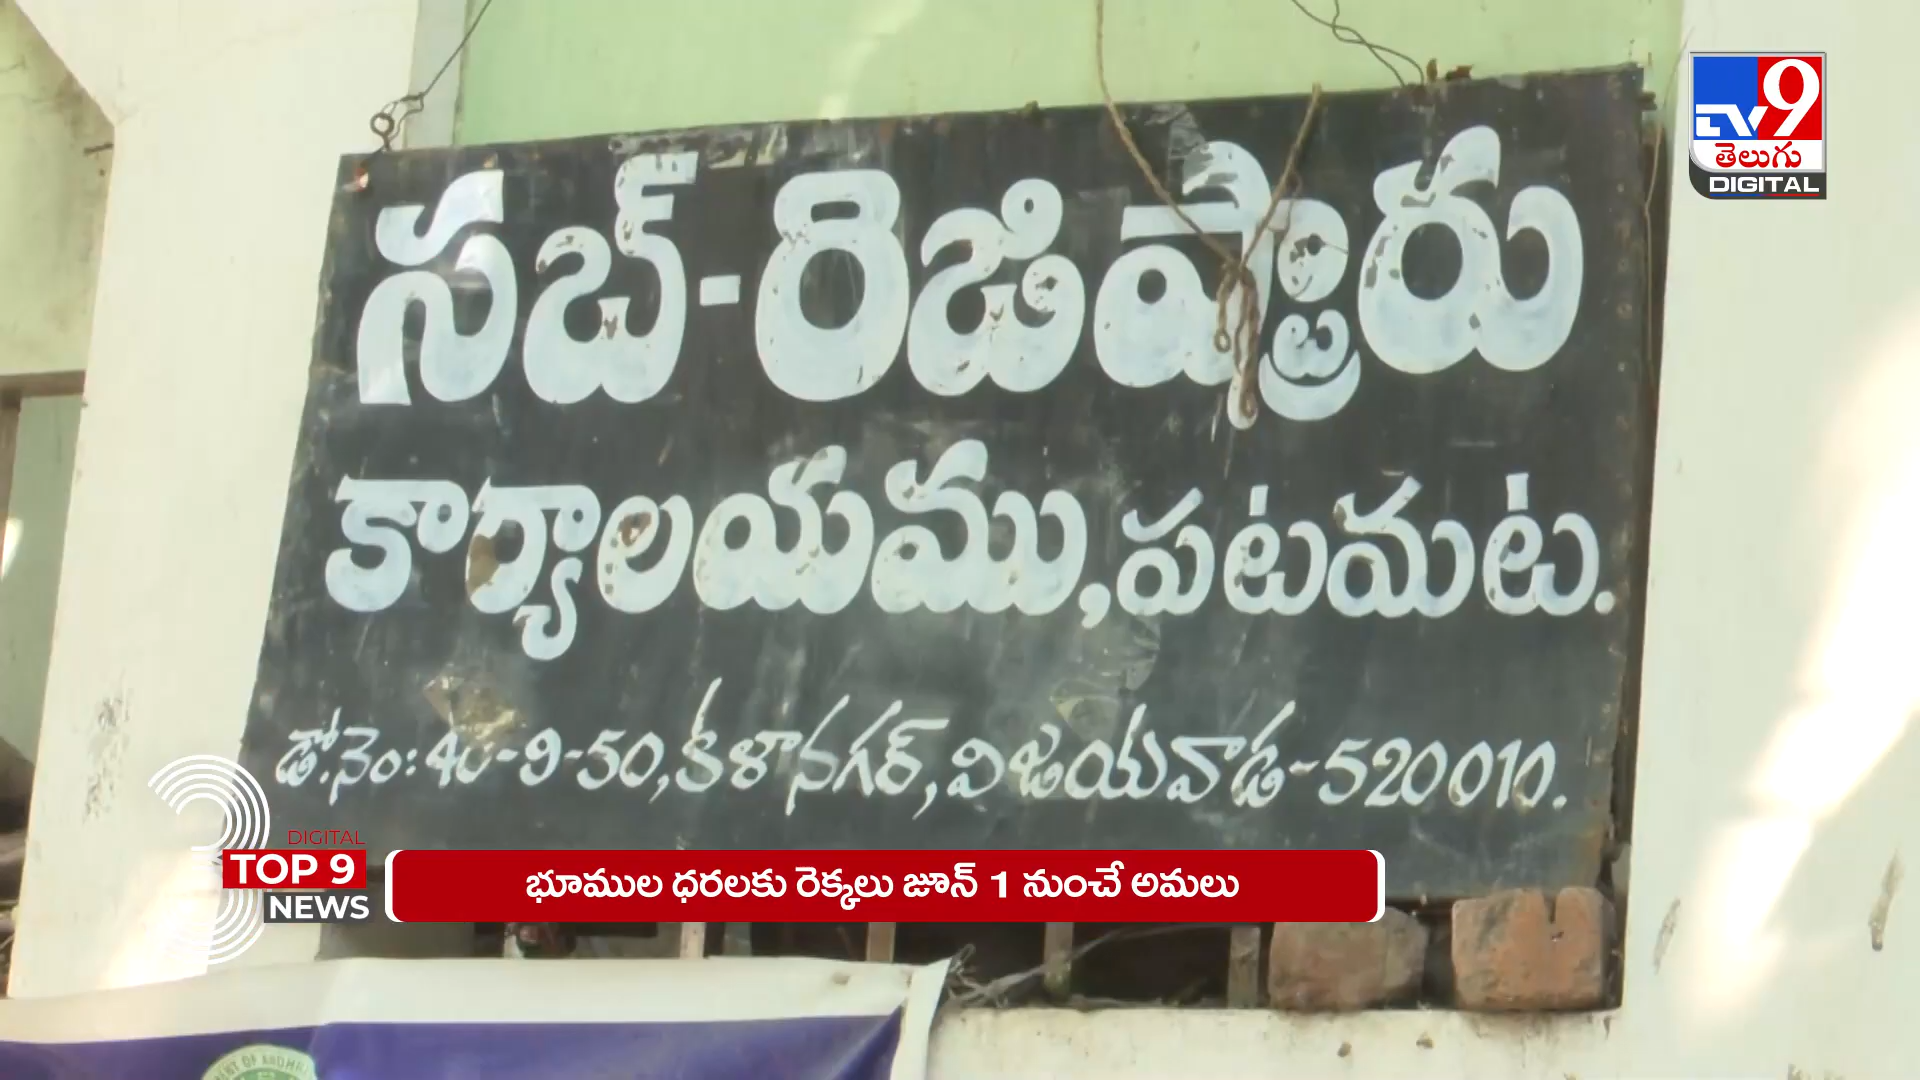 TV9
తెలుగు
DIGITAL
సబ్-రెజిష్ట్రారు
కార్యాలయము, పటమట.
డో.నెం: 40-9-50, కళానగర్, విజయవాడ-520010.
3
DIGITAL
TOP 9
NEWS
భూముల ధరలకు రెక్కలు జూన్ 1 నుంచే అమలు